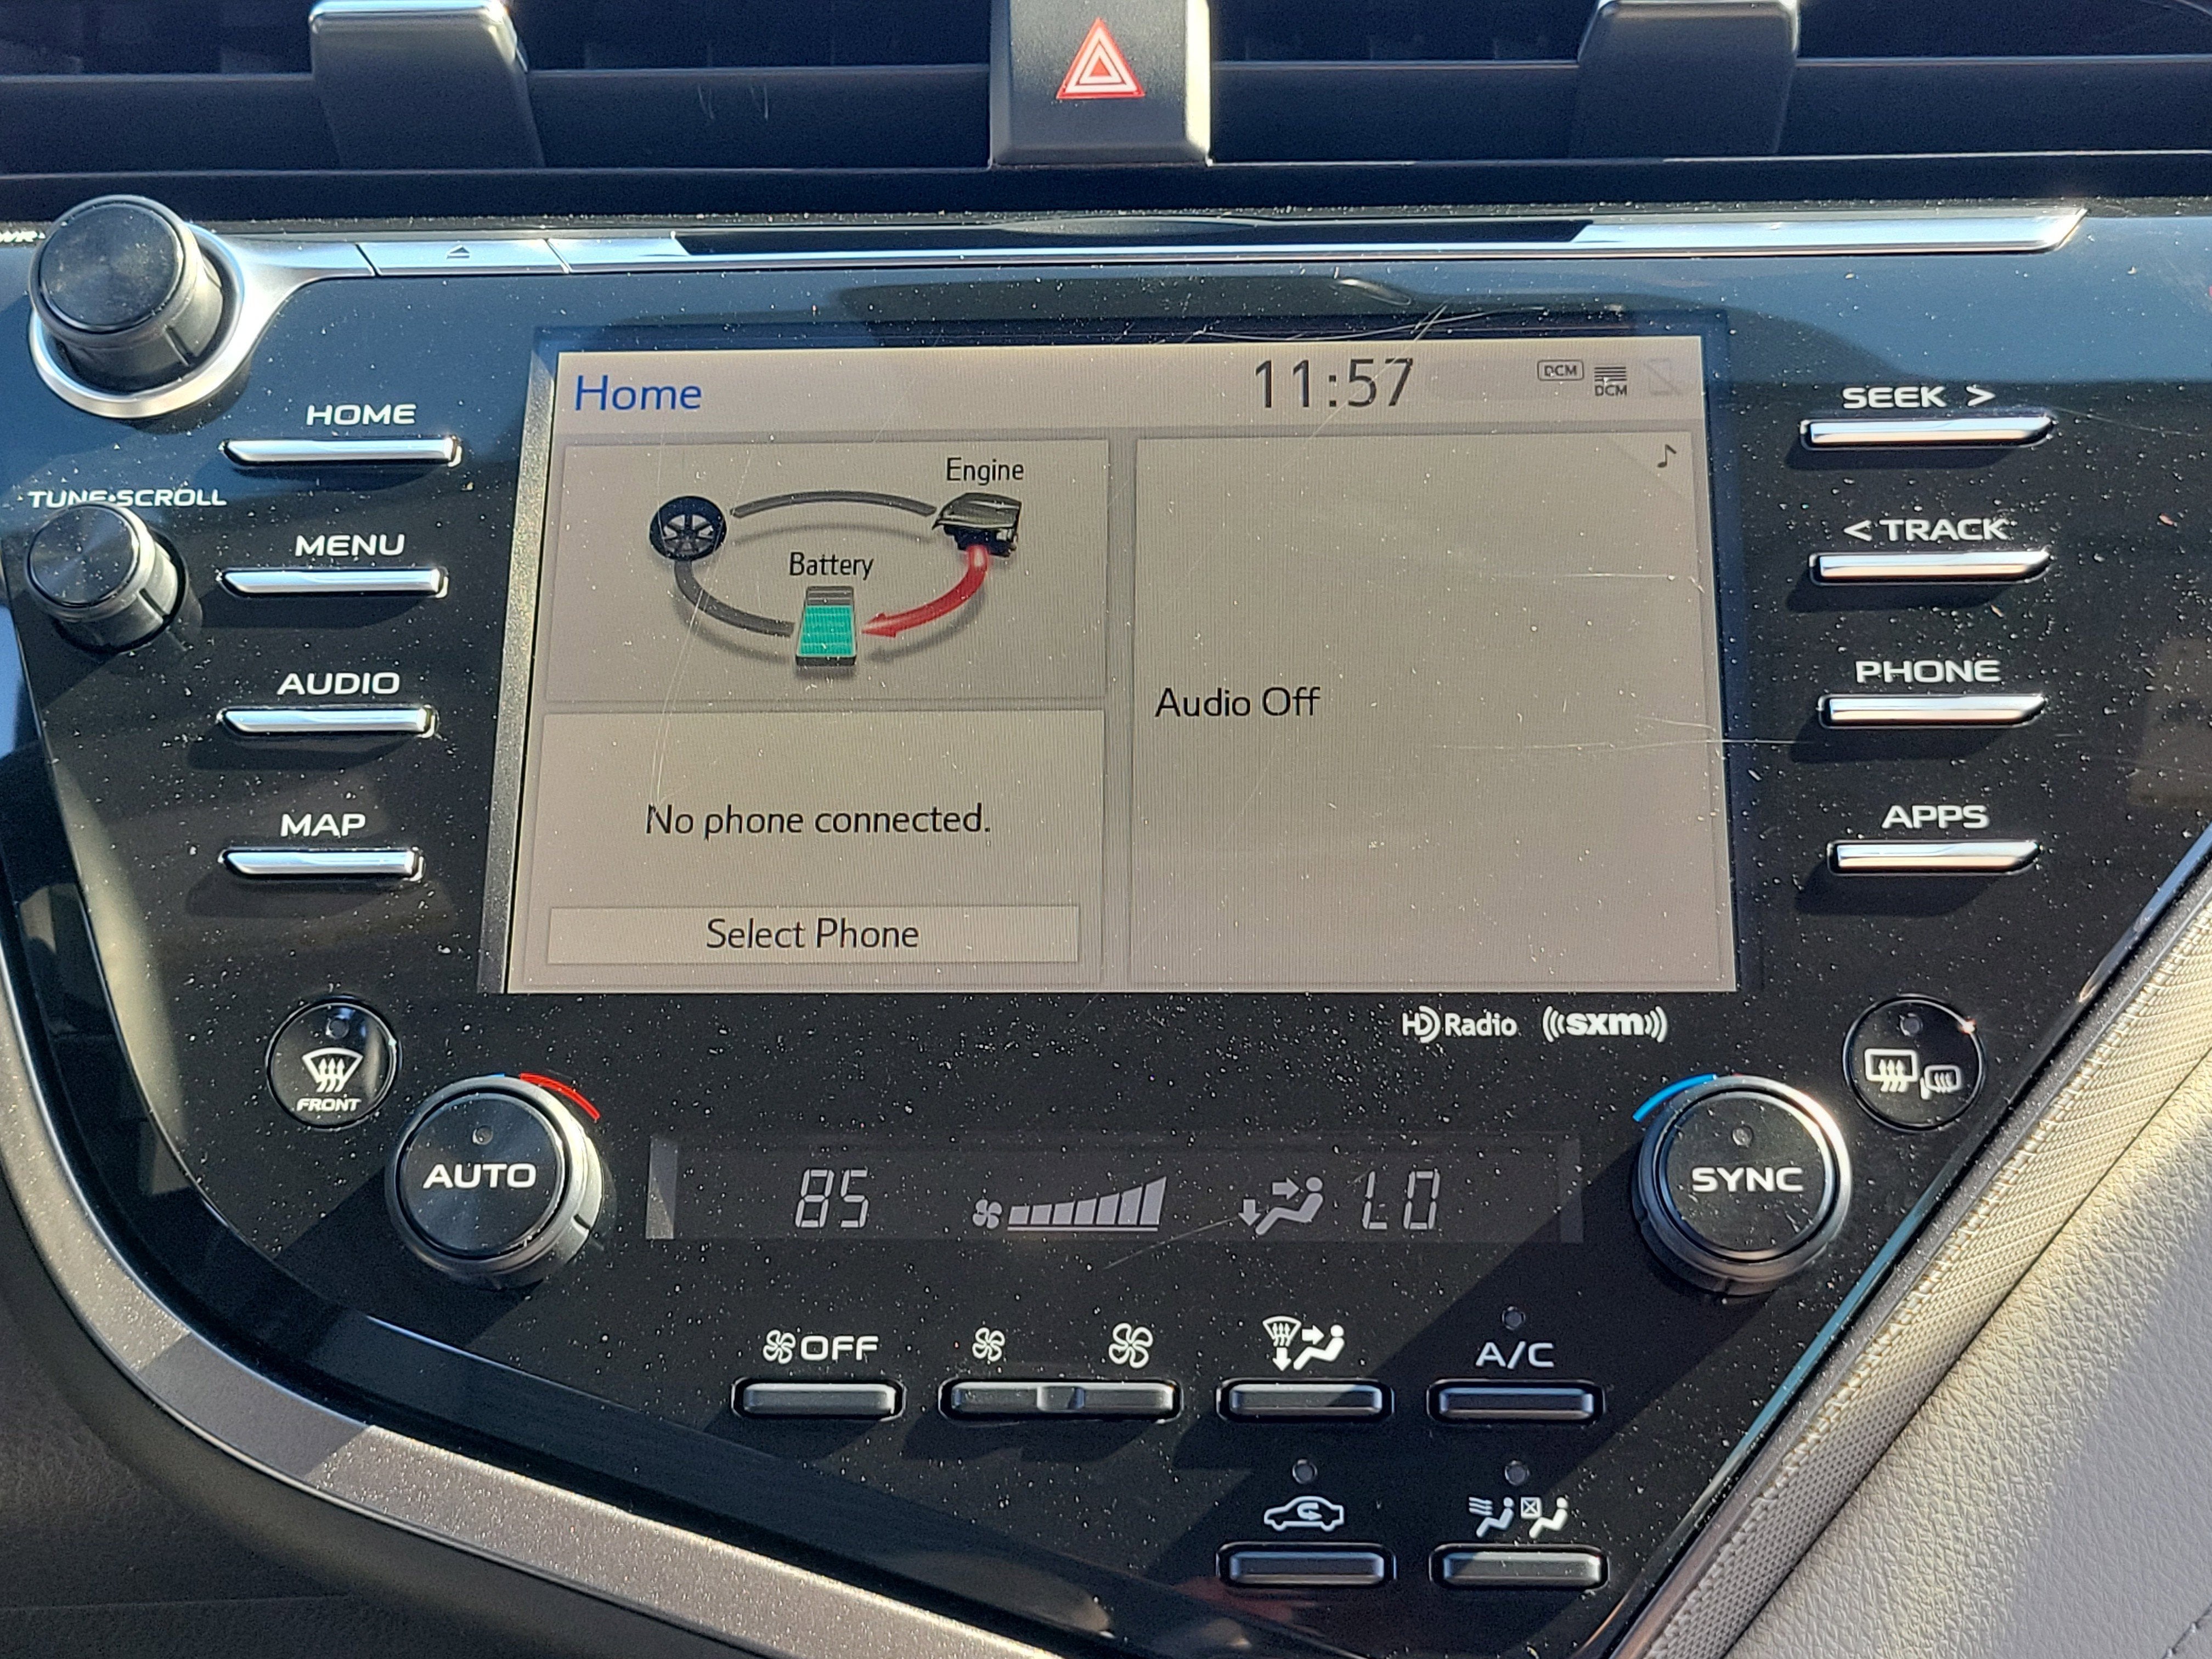 Home
11:57
DCM
DCM
Engine
Battery
Audio Off
No phone connected.
Select Phone
HOME
TUNE•SCROLL
MENU
AUDIO
MAP
SEEK >
< TRACK
PHONE
APPS
HD Radio
((sxm))
FRONT
AUTO
85
LO
SYNC
OFF
A/C